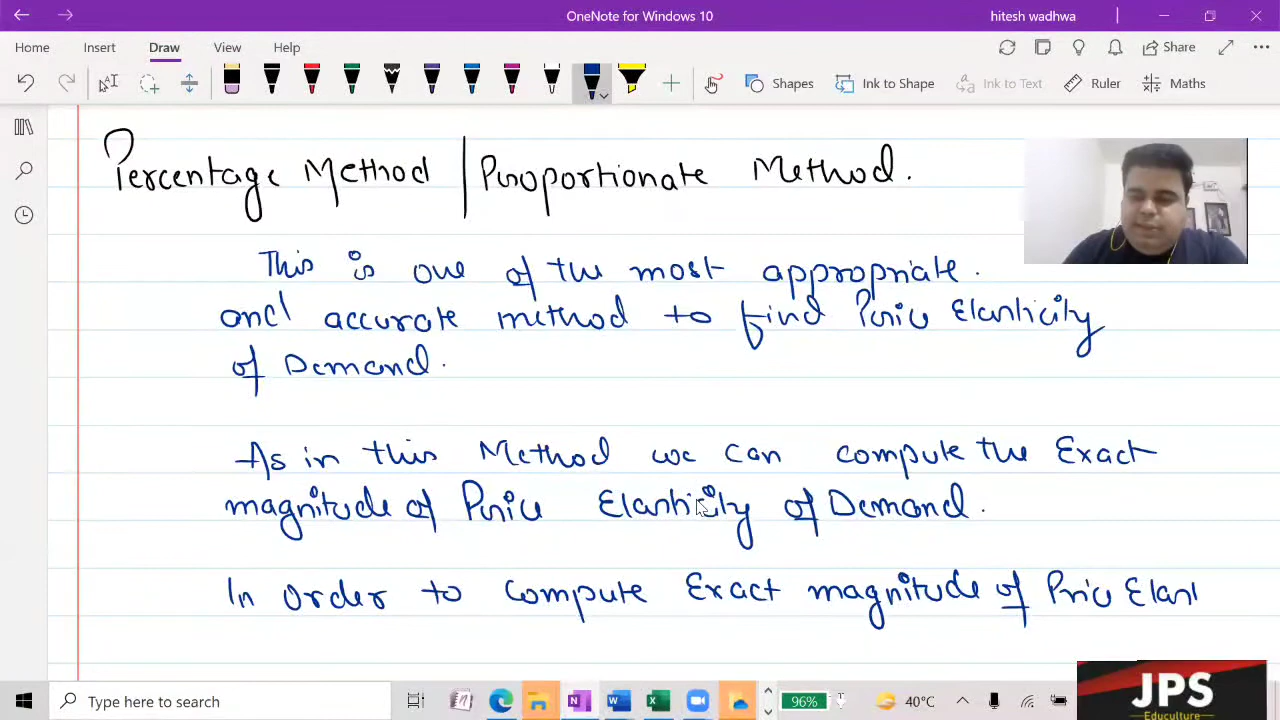 OneNote for Windows 10
hitesh wadhwa
Home Insert Draw View Help
Share
Shapes Ink to Shape Ink to Text Ruler Maths
Percentage Method | Proportionate Method.
This is one of the most appropriate.
and accurate method to find Price Elasticity
of Demand.
As in this Method we can compute the Exact
magnitude of Price Elasticity of Demand.
In order to compute Exact magnitude of Price Elast
Type here to search
96%
40°C
JPS
Educulture